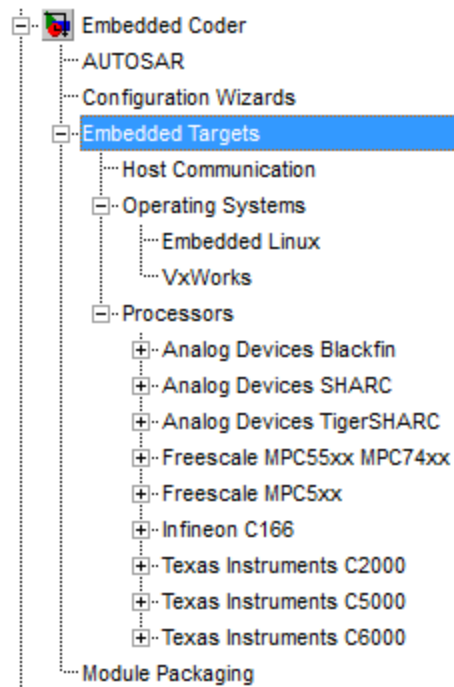 Embedded Coder
AUTOSAR
Configuration Wizards
Embedded Targets
Host Communication
Operating Systems
Embedded Linux
VxWorks
Processors
Analog Devices Blackfin
Analog Devices SHARC
Analog Devices TigerSHARC
Freescale MPC55xx MPC74xx
Freescale MPC5xx
Infineon C166
Texas Instruments C2000
Texas Instruments C5000
Texas Instruments C6000
Module Packaging